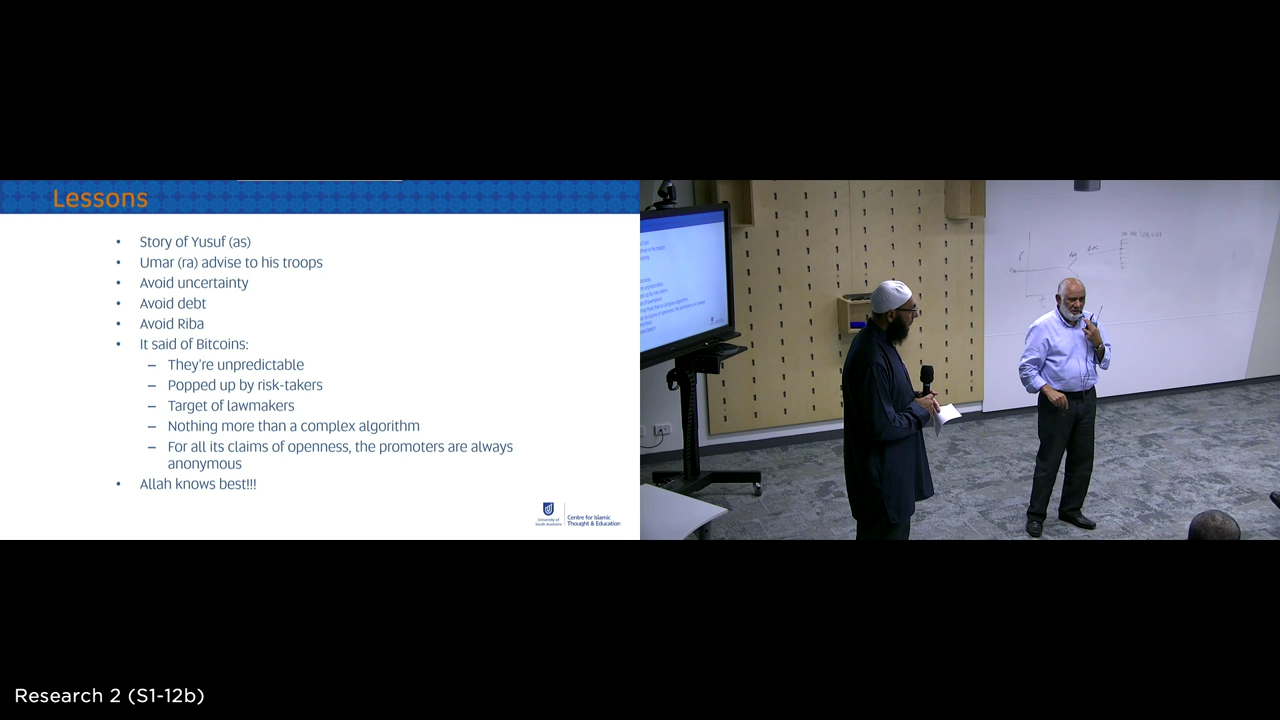 Lessons
• Story of Yusuf (as)
• Umar (ra) advise to his troops
• Avoid uncertainty
• Avoid debt
• Avoid Riba
• It said of Bitcoins:
– They're unpredictable
– Popped up by risk-takers
– Target of lawmakers
– Nothing more than a complex algorithm
– For all its claims of openness, the promoters are always
anonymous
• Allah knows best!!!
University of
South Australia
Centre for Islamic
Thought & Education
Research 2 (S1-12b)